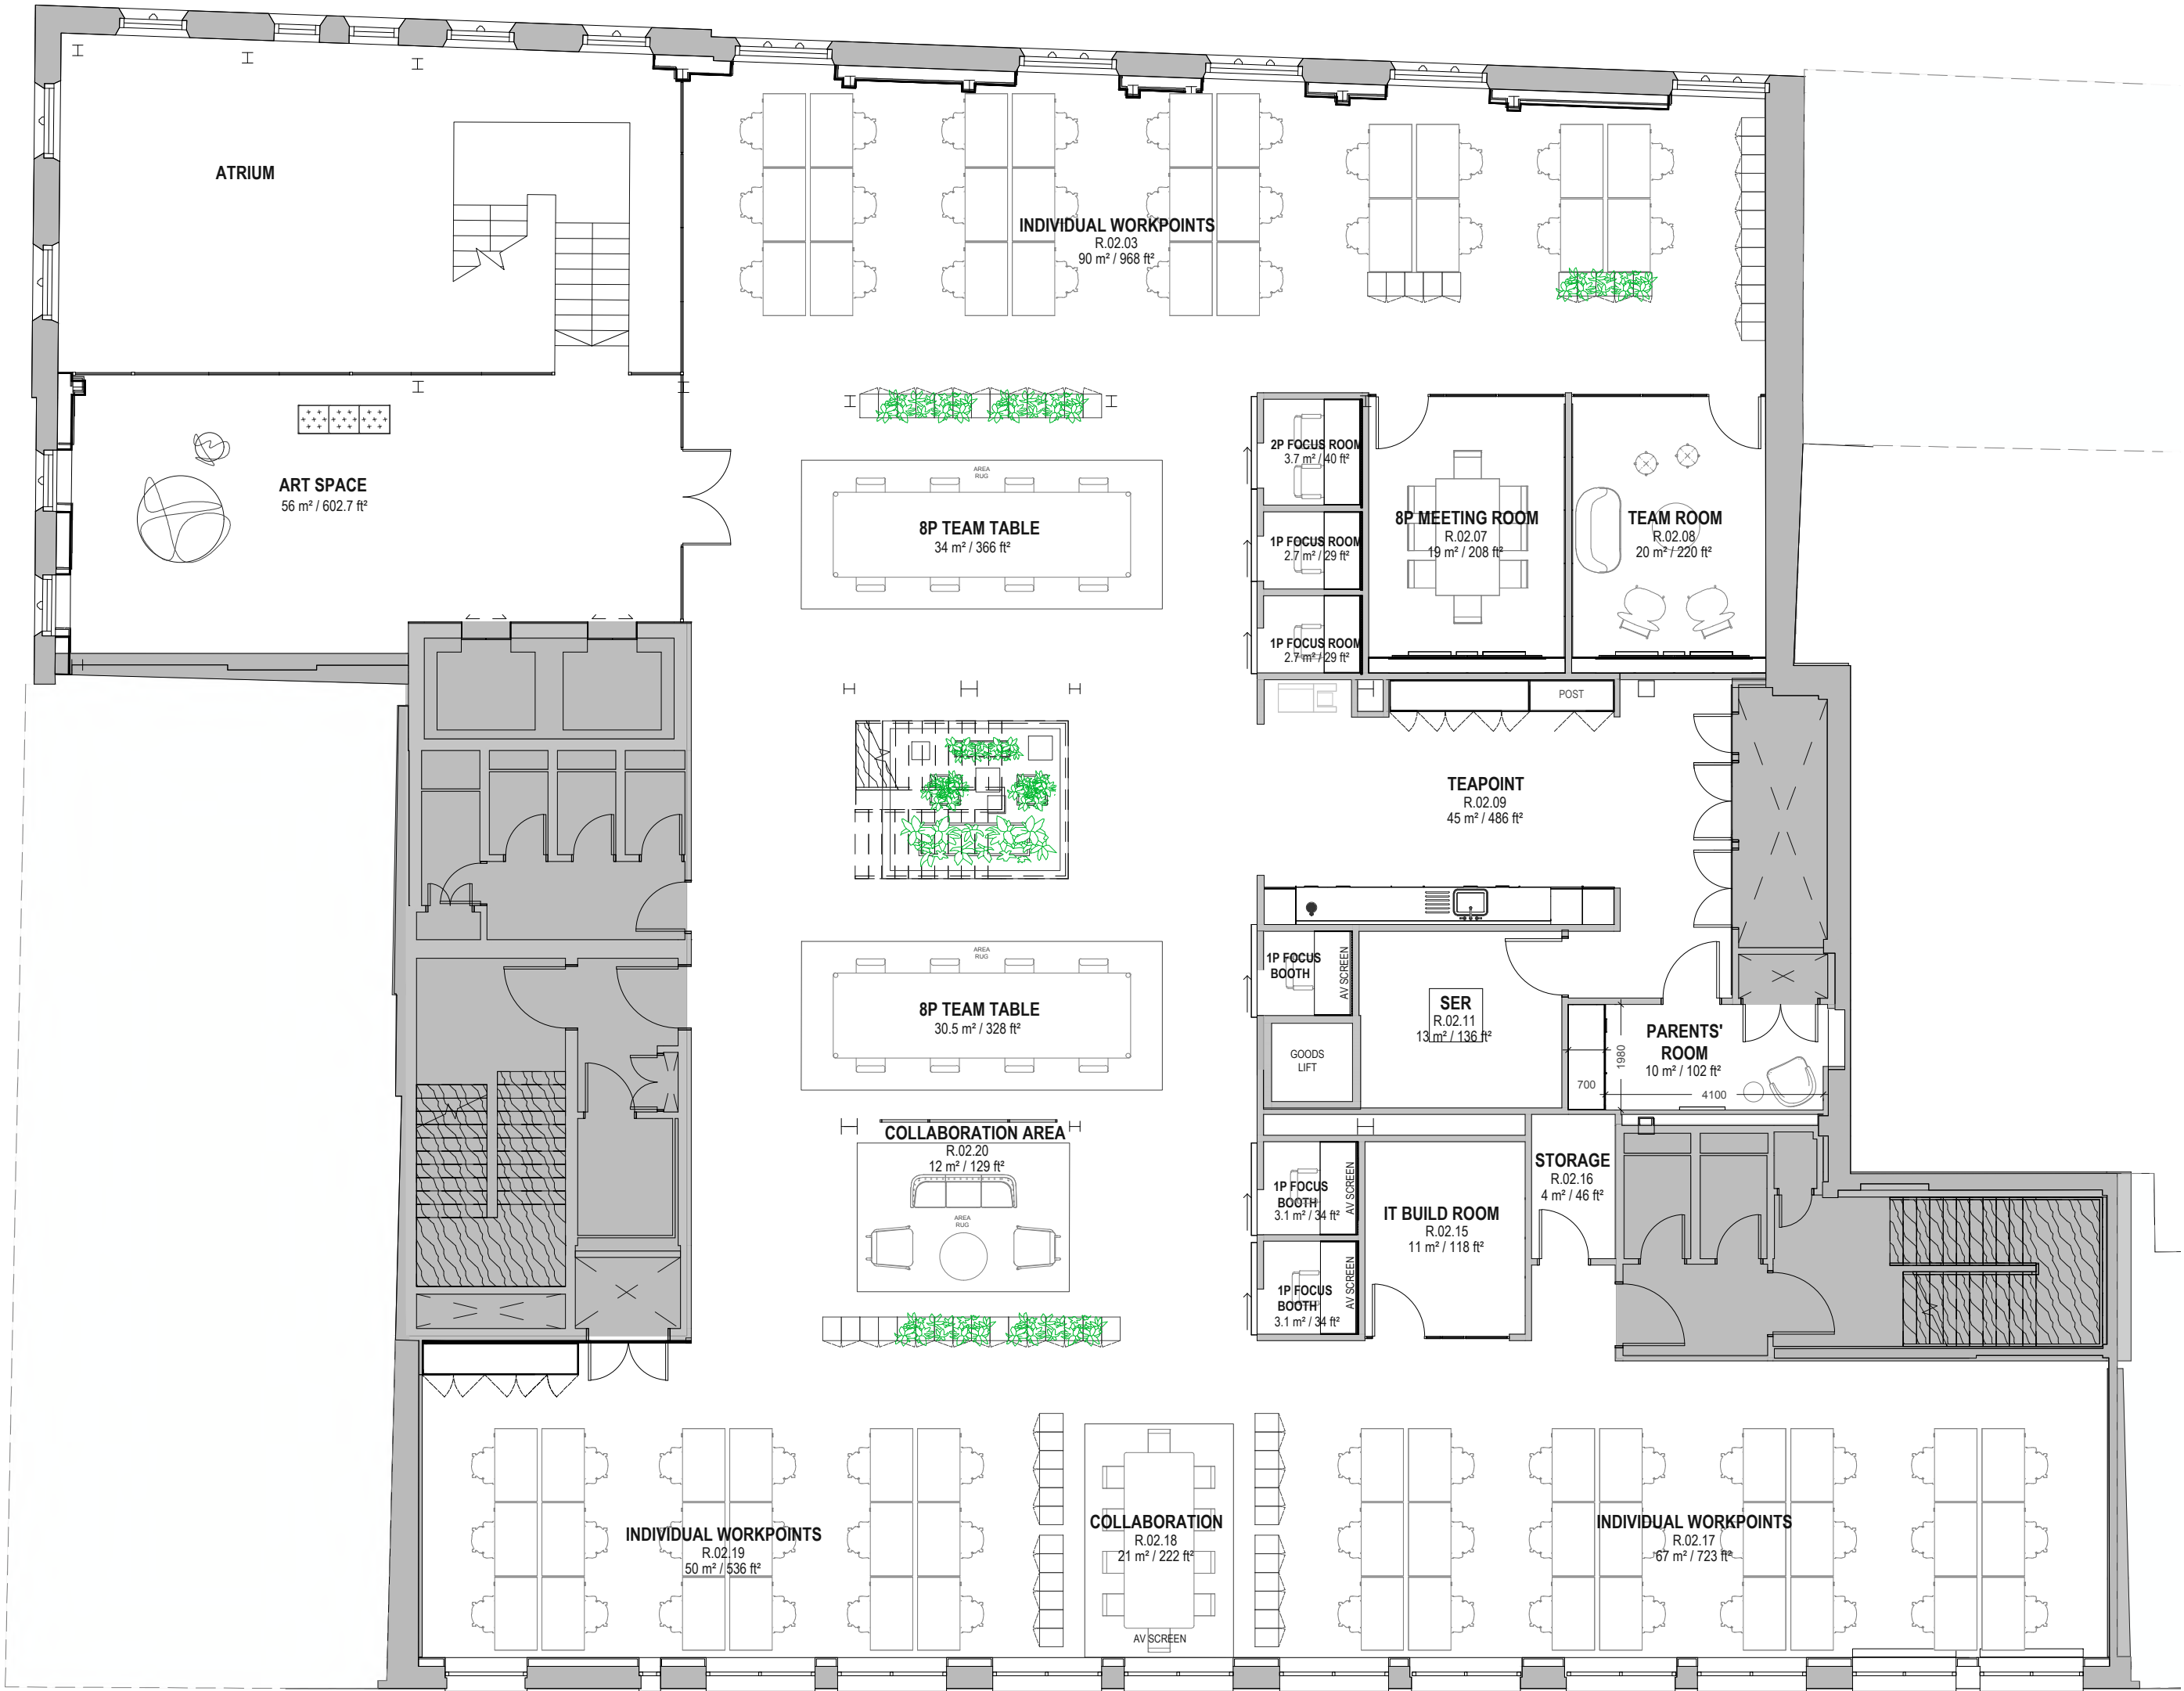 ATRIUM
INDIVIDUAL WORKPOINTS
R.02.03
90 m² / 968 ft²
ART SPACE
56 m² / 602.7 ft²
AREA
RUG
8P TEAM TABLE
34 m² / 366 ft²
2P FOCUS ROOM
3.7 m² / 40 ft²
1P FOCUS ROOM
2.7 m² / 29 ft²
1P FOCUS ROOM
2.7 m² / 29 ft²
8P MEETING ROOM
R.02.07
19 m² / 208 ft²
TEAM ROOM
R.02.08
20 m² / 220 ft²
POST
TEAPOINT
R.02.09
45 m² / 486 ft²
AREA
RUG
8P TEAM TABLE
30.5 m² / 328 ft²
1P FOCUS
BOOTH
AV SCREEN
SER
R.02.11
13 m² / 136 ft²
GOODS
LIFT
PARENTS'
ROOM
10 m² / 102 ft²
1980
700
4100
COLLABORATION AREA
R.02.20
12 m² / 129 ft²
AREA
RUG
1P FOCUS
BOOTH
3.1 m² / 34 ft²
AV SCREEN
STORAGE
R.02.16
4 m² / 46 ft²
IT BUILD ROOM
R.02.15
11 m² / 118 ft²
1P FOCUS
BOOTH
3.1 m² / 34 ft²
AV SCREEN
INDIVIDUAL WORKPOINTS
R.02.19
50 m² / 536 ft²
COLLABORATION
R.02.18
21 m² / 222 ft²
AV SCREEN
INDIVIDUAL WORKPOINTS
R.02.17
67 m² / 723 ft²